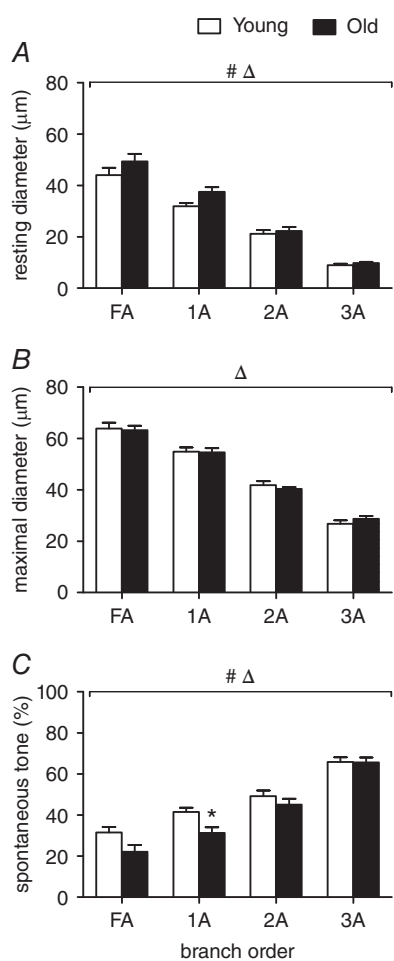 Young Old
A
# Δ
resting diameter (μm)
80
60
40
20
0
FA 1A 2A 3A
B
Δ
maximal diameter (μm)
80
60
40
20
0
FA 1A 2A 3A
C
# Δ
spontaneous tone (%)
100
80
60
40
20
0
*
FA 1A 2A 3A
branch order